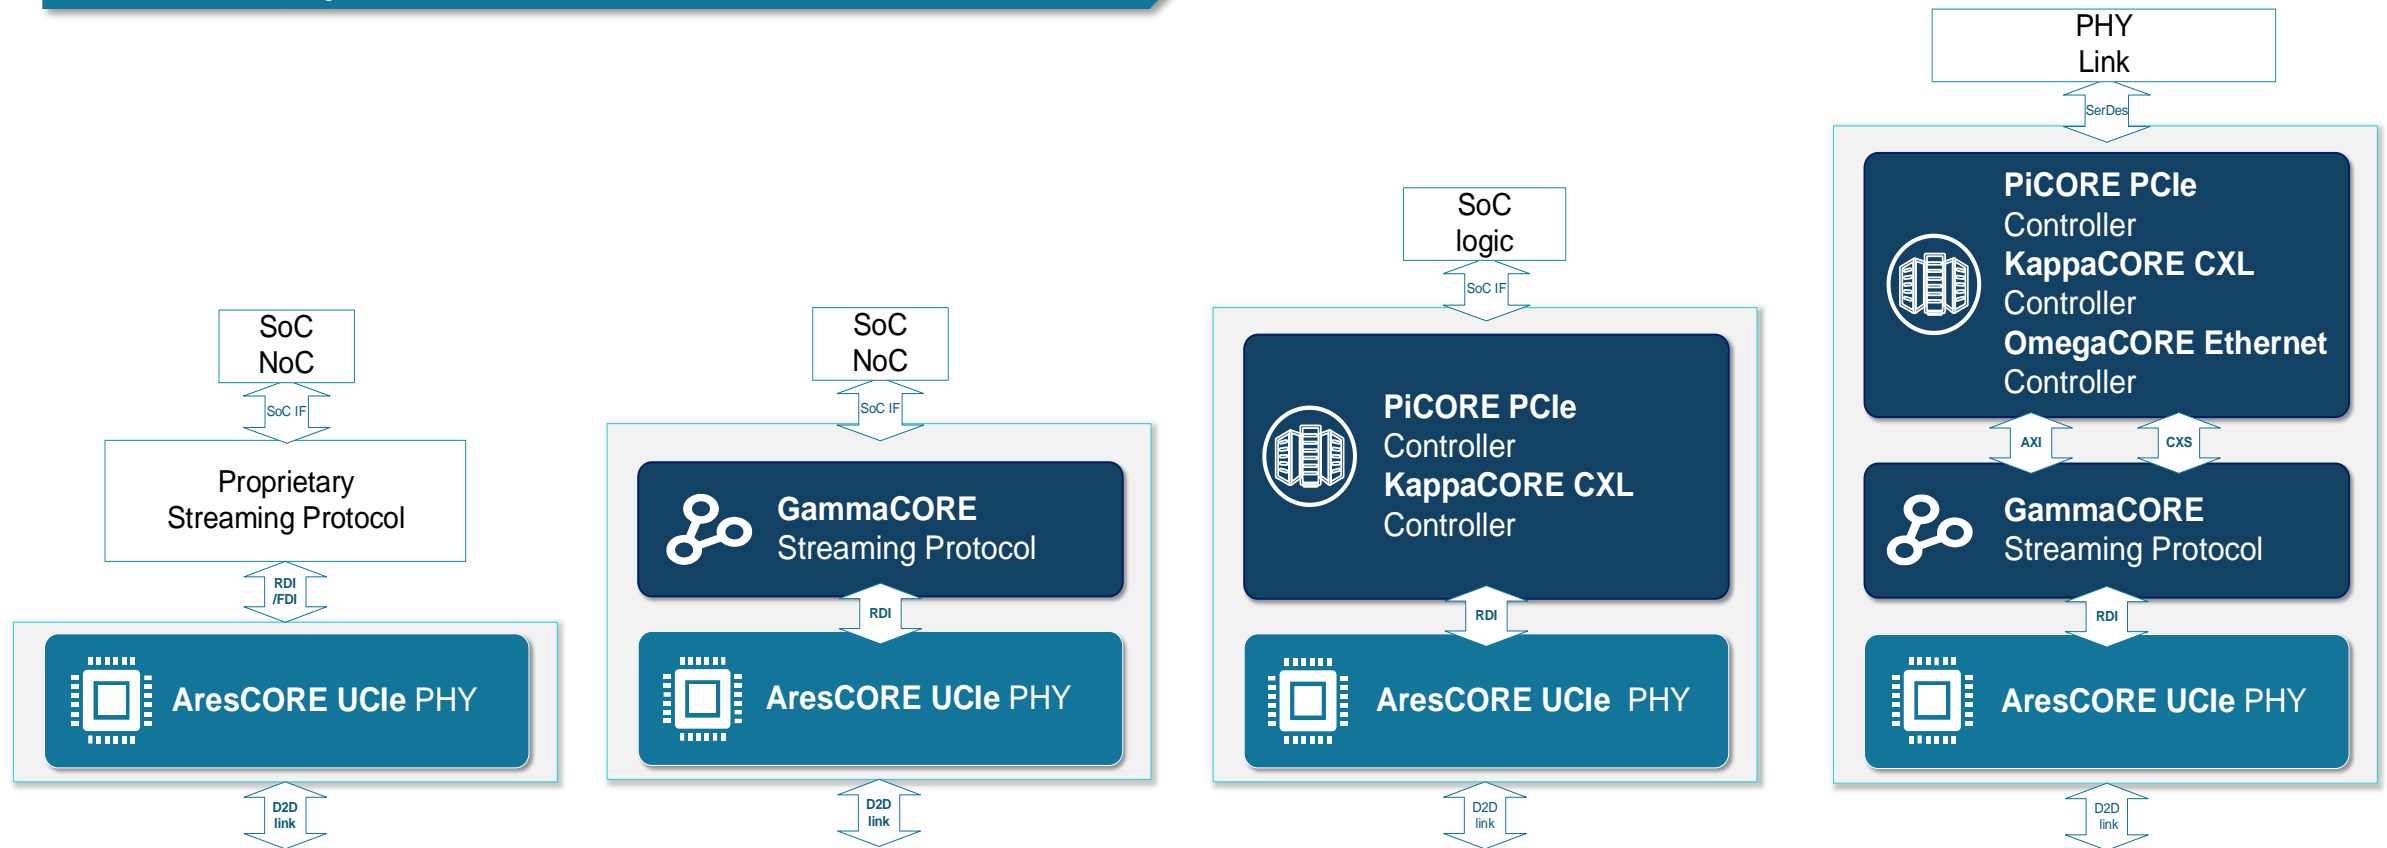 SoC
NoC
SoC IF
Proprietary
Streaming Protocol
RDI
/FDI
AresCORE UCIe PHY
D2D
link
SoC
NoC
SoC IF
GammaCORE
Streaming Protocol
RDI
AresCORE UCIe PHY
D2D
link
SoC
logic
SoC IF
PiCORE PCIe
Controller
KappaCORE CXL
Controller
RDI
AresCORE UCIe PHY
D2D
link
PHY
Link
SerDes
PiCORE PCIe
Controller
KappaCORE CXL
Controller
OmegaCORE Ethernet
Controller
AXI
CXS
GammaCORE
Streaming Protocol
RDI
AresCORE UCIe PHY
D2D
link